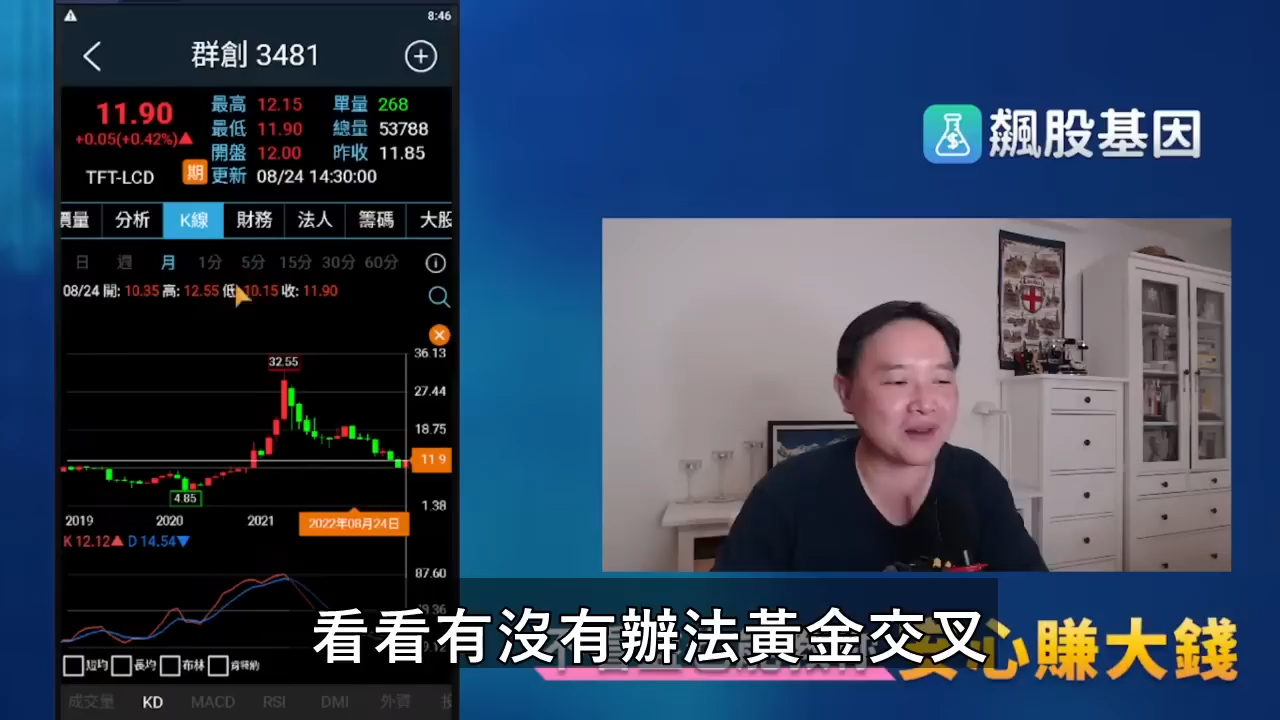 8:46
群創 3481
11.90
+0.05(+0.42%)▲
TFT-LCD
期
最高 12.15 單量 268
最低 11.90 總量 53788
開盤 12.00 昨收 11.85
更新 08/24 14:30:00
價量 分析 K線 財務 法人 籌碼 大股
日 週 月 1分 5分 15分 30分 60分
08/24 開: 10.35 高: 12.55 低: 10.15 收: 11.90
36.13
32.55
27.44
18.75
11.9
4.85
1.38
2019 2020 2021 2022年08月24日
K 12.12▲ D 14.54▼
87.60
短均 長均 布林 肯特納
成交量 KD MACD RSI DMI 外資
飆股基因
看看有沒有辦法黃金交叉
安心賺大錢